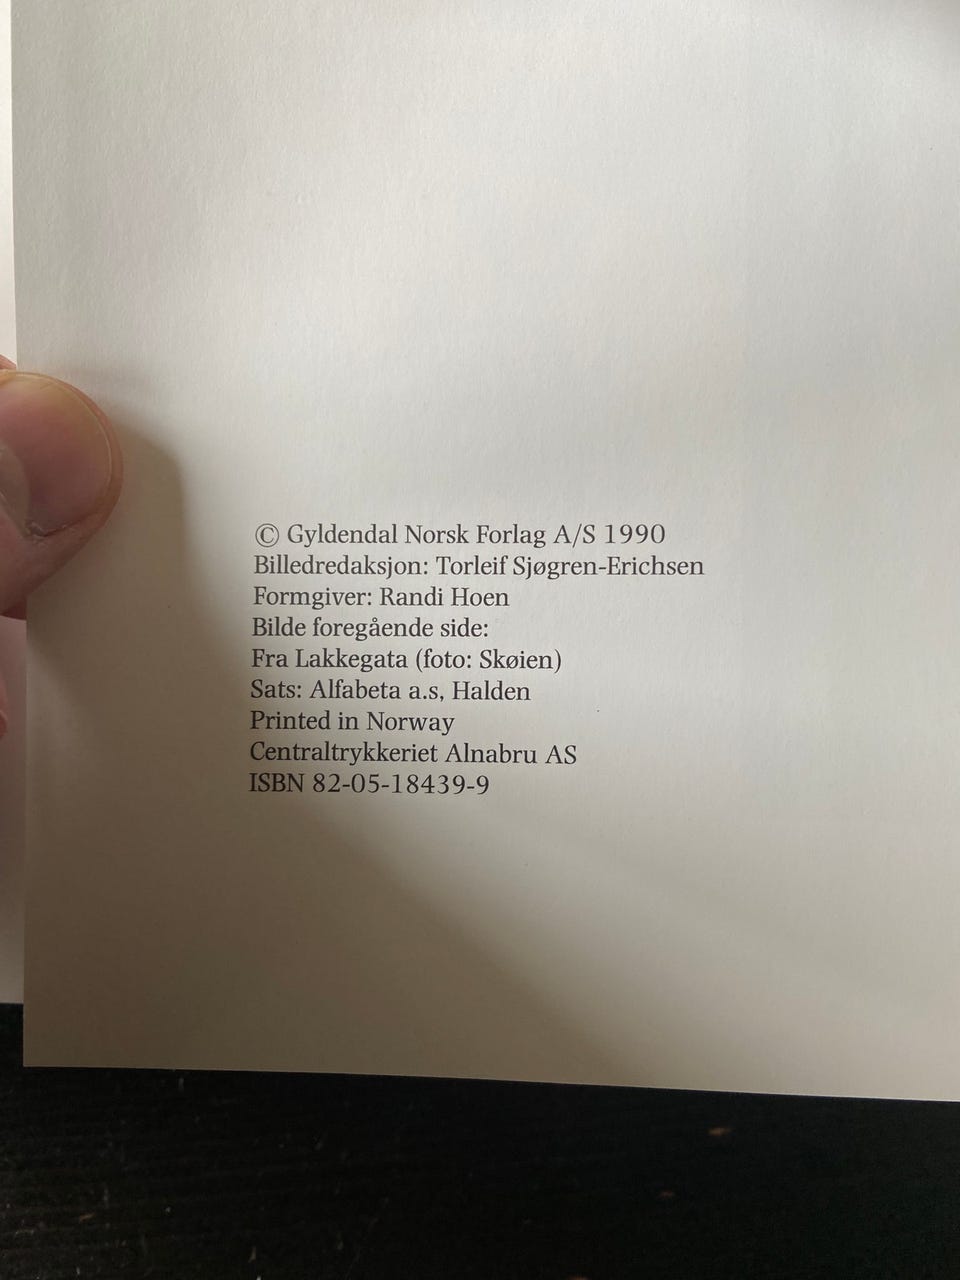 © Gyldendal Norsk Forlag A/S 1990
Billedredaksjon: Torleif Sjøgren-Erichsen
Formgiver: Randi Hoen
Bilde foregående side:
Fra Lakkegata (foto: Skøien)
Sats: Alfabeta a.s, Halden
Printed in Norway
Centraltrykkeriet Alnabru AS
ISBN 82-05-18439-9